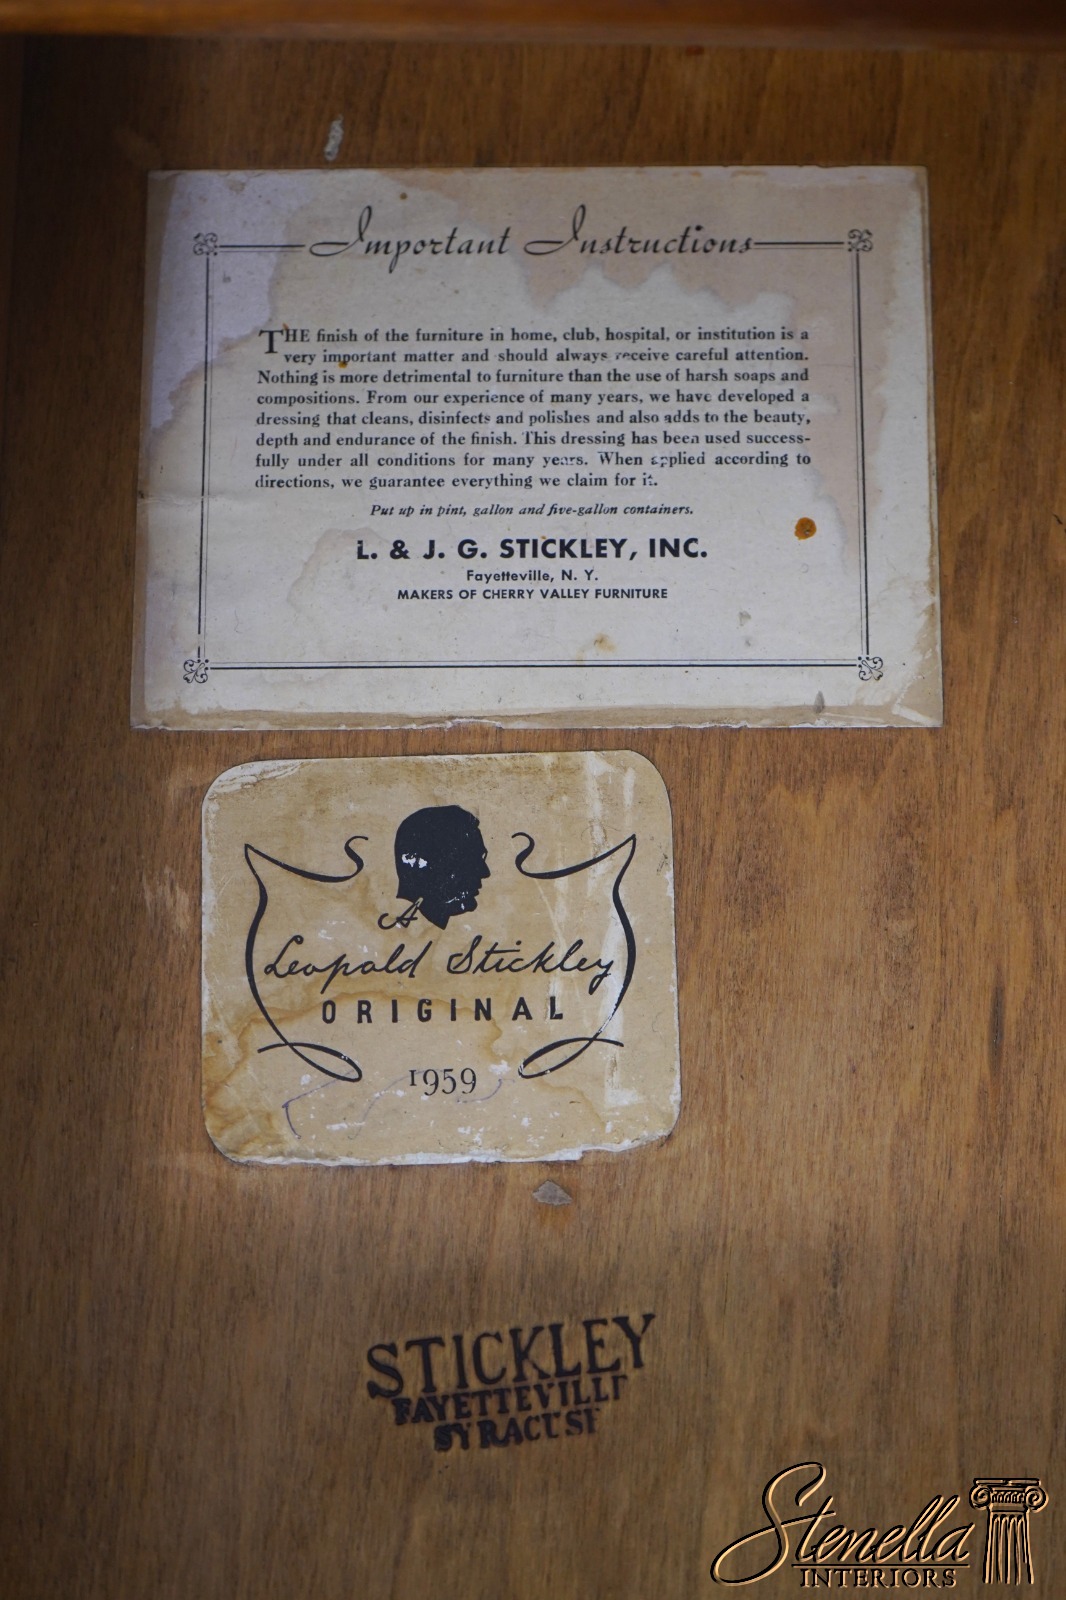 Important Instructions
THE finish of the furniture in home, club, hospital, or institution is a
very important matter and should always receive careful attention.
Nothing is more detrimental to furniture than the use of harsh soaps and
compositions. From our experience of many years, we have developed a
dressing that cleans, disinfects and polishes and also adds to the beauty,
depth and endurance of the finish. This dressing has been used success-
fully under all conditions for many years. When applied according to
directions, we guarantee everything we claim for it.
Put up in pint, gallon and five-gallon containers.
L. & J. G. STICKLEY, INC.
Fayetteville, N. Y.
MAKERS OF CHERRY VALLEY FURNITURE
A
Leopold Stickley
ORIGINAL
1959
STICKLEY
FAYETTEVILLE
SYRACUSE
Stenella
INTERIORS